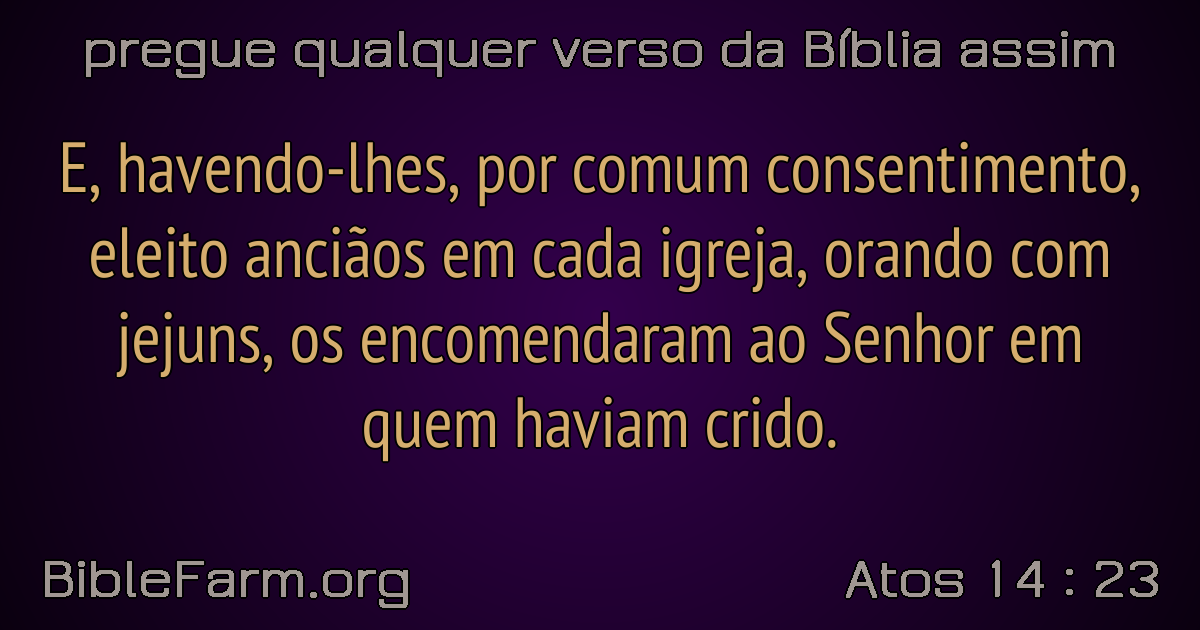 pregue qualquer verso da Bíblia assim
E, havendo-lhes, por comum consentimento,
eleito anciãos em cada igreja, orando com
jejuns, os encomendaram ao Senhor em
quem haviam crido.
BibleFarm.org
Atos 14 : 23